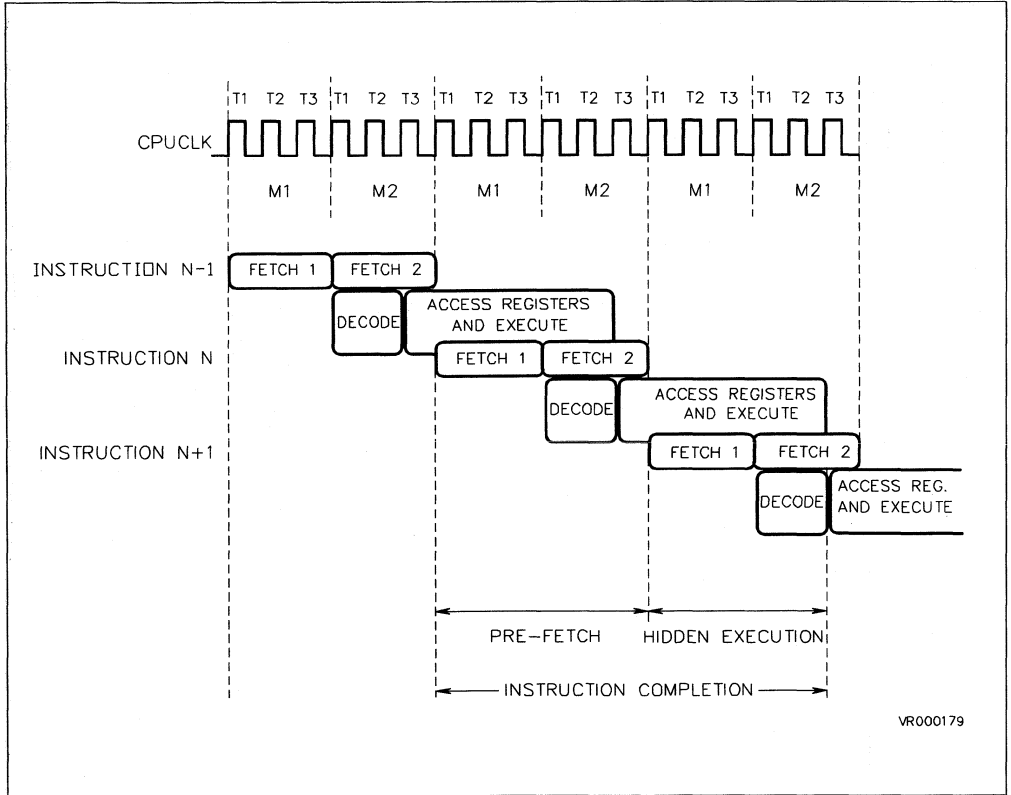 T1 T2 T3 T1 T2 T3 T1 T2 T3 T1 T2 T3 T1 T2 T3 T1 T2 T3
CPUCLK
M1 M2 M1 M2 M1 M2
INSTRUCTION N-1 FETCH 1 FETCH 2
DECODE
ACCESS REGISTERS
AND EXECUTE
INSTRUCTION N FETCH 1 FETCH 2
DECODE
ACCESS REGISTERS
AND EXECUTE
INSTRUCTION N+1 FETCH 1 FETCH 2
DECODE
ACCESS REG.
AND EXECUTE
PRE-FETCH HIDDEN EXECUTION
INSTRUCTION COMPLETION
VR000179